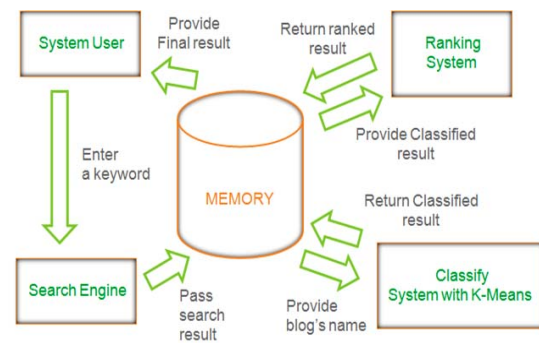 System User
Provide
Final result
Return ranked
result
Ranking
System
Provide Classified
result
Enter
a keyword
MEMORY
Return Classified
result
Search Engine
Pass
search
result
Provide
blog's name
Classify
System with K-Means